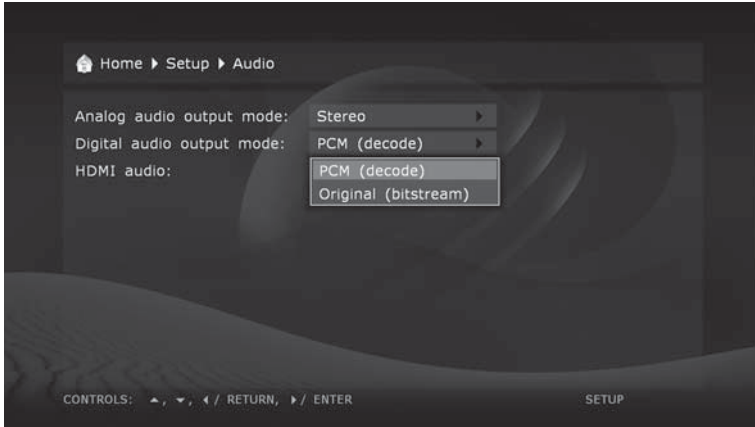 Home ▶ Setup ▶ Audio
Analog audio output mode: Stereo
Digital audio output mode: PCM (decode)
HDMI audio: PCM (decode)
Original (bitstream)
CONTROLS: ▲, ▼, ◀/ RETURN, ▶/ ENTER SETUP